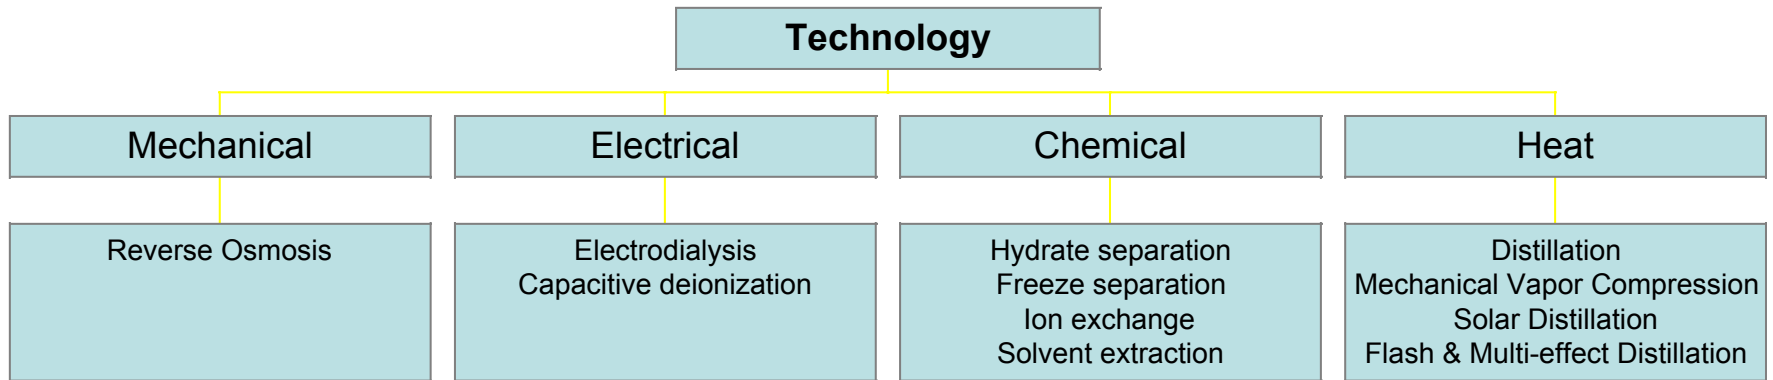 Technology
Mechanical
Electrical
Chemical
Heat
Reverse Osmosis
Electrodialysis
Capacitive deionization
Hydrate separation
Freeze separation
Ion exchange
Solvent extraction
Distillation
Mechanical Vapor Compression
Solar Distillation
Flash & Multi-effect Distillation